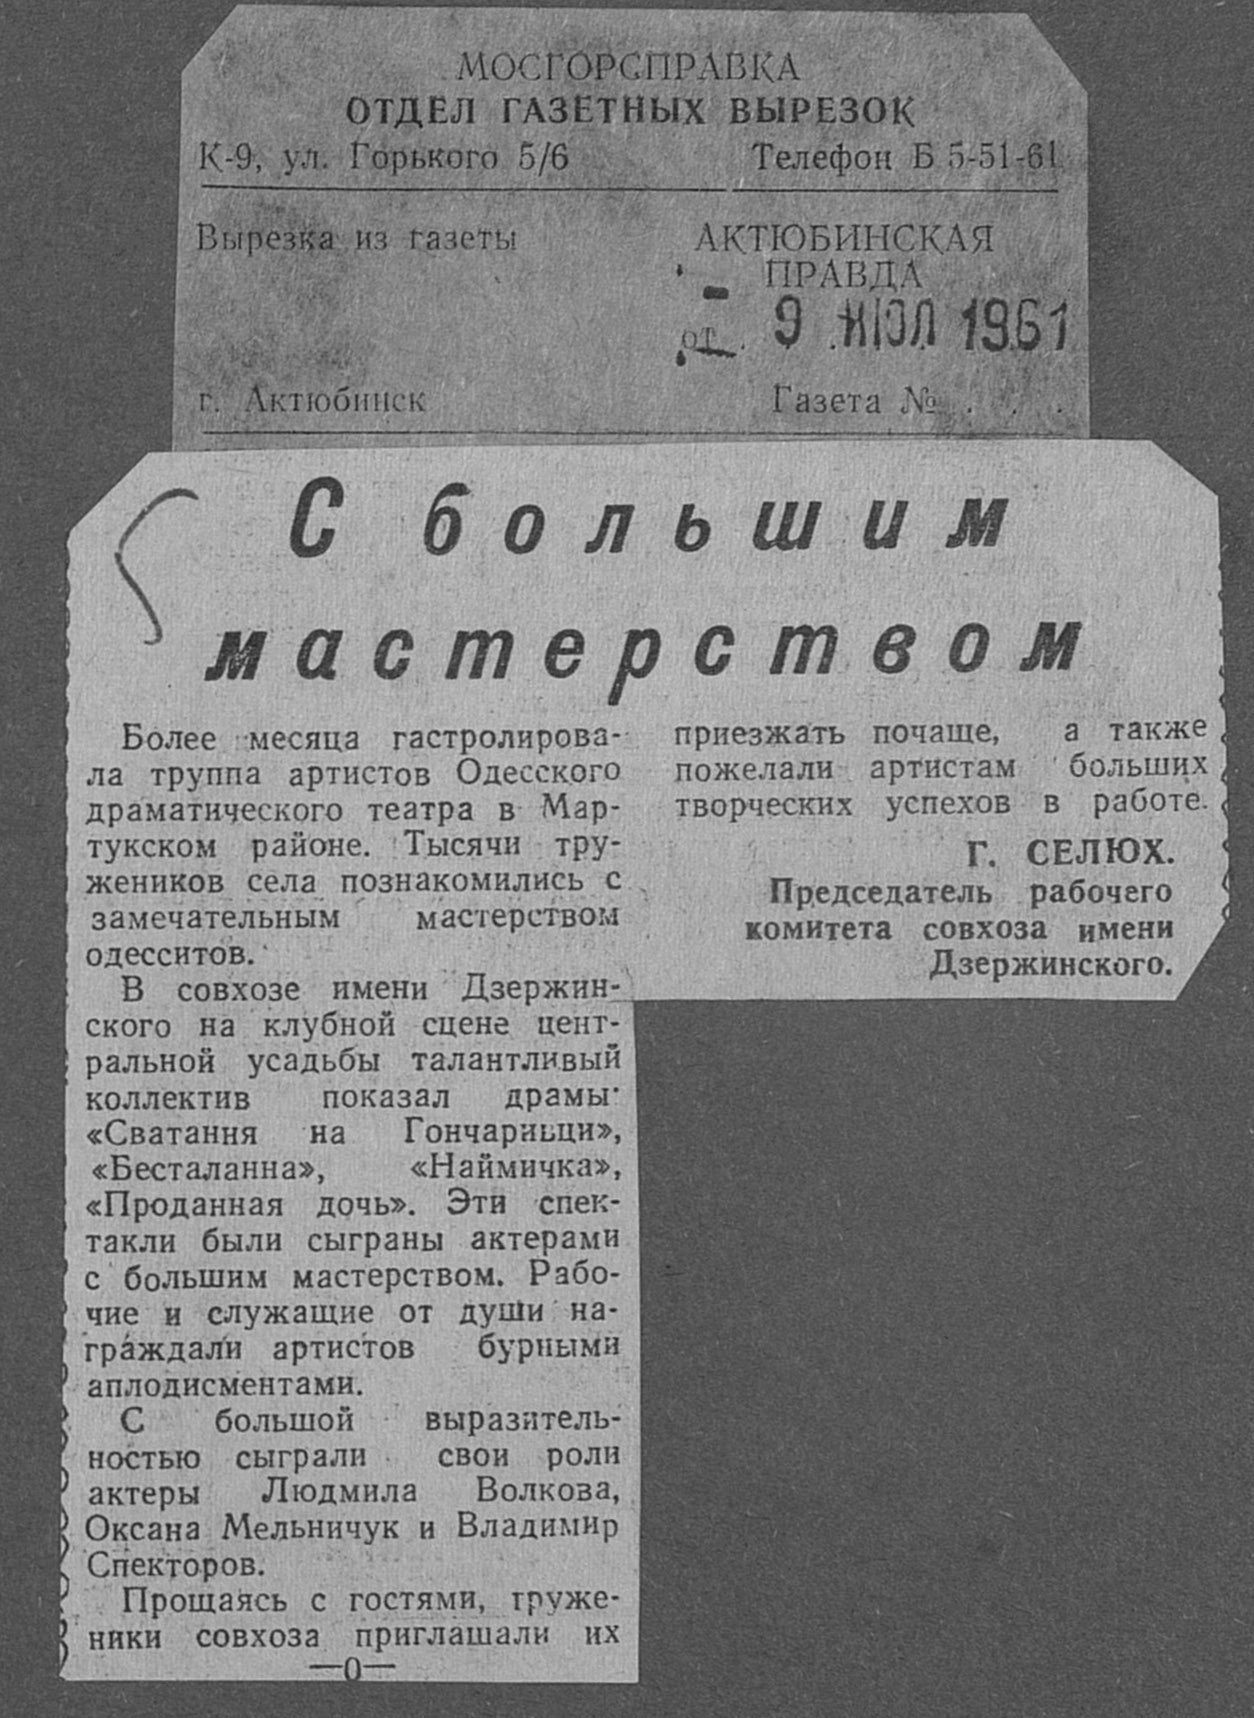 МОСГОРСПРАВКА
ОТДЕЛ ГАЗЕТНЫХ ВЫРЕЗОК
К-9, ул. Горького 5/6 Телефон Б 5-51-61
Вырезка из газеты
АКТЮБИНСКАЯ
ПРАВДА
от - 9 ИЮЛ 1961
г. Актюбинск Газета № . . .
С большим
мастерством
Более месяца гастролирова-
ла труппа артистов Одесского
драматического театра в Мар-
тукском районе. Тысячи тру-
жеников села познакомились с
замечательным мастерством
одесситов.
В совхозе имени Дзержин-
ского на клубной сцене цент-
ральной усадьбы талантливый
коллектив показал драмы:
«Сватання на Гончаривци»,
«Бесталанна», «Наймичка»,
«Проданная дочь». Эти спек-
такли были сыграны актерами
с большим мастерством. Рабо-
чие и служащие от души на-
граждали артистов бурными
аплодисментами.
С большой выразитель-
ностью сыграли свои роли
актеры Людмила Волкова,
Оксана Мельничук и Владимир
Спекторов.
Прощаясь с гостями, труже-
ники совхоза приглашали их
приезжать почаще, а также
пожелали артистам больших
творческих успехов в работе.
Г. СЕЛЮХ.
Председатель рабочего
комитета совхоза имени
Дзержинского.
—0—